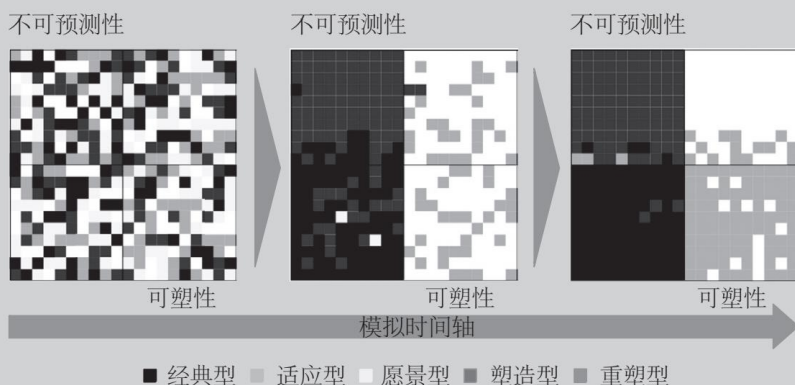 不可预测性 不可预测性 不可预测性
可塑性 可塑性 可塑性
模拟时间轴
经典型 适应型 愿景型 塑造型 重塑型